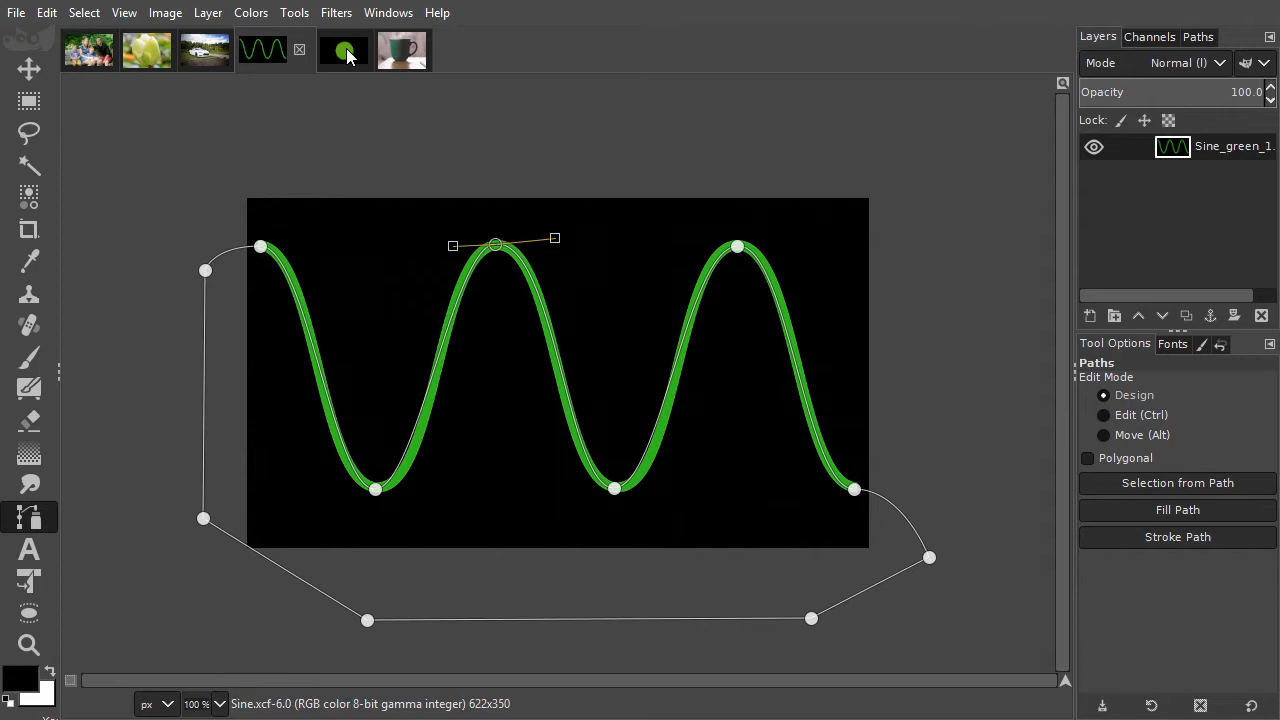 File Edit Select View Image Layer Colors Tools Filters Windows Help
Layers Channels Paths
Mode Normal (l)
Opacity 100.0
Lock:
Sine_green_1.
Tool Options Fonts
Paths
Edit Mode
Design
Edit (Ctrl)
Move (Alt)
Polygonal
Selection from Path
Fill Path
Stroke Path
px 100 % Sine.xcf-6.0 (RGB color 8-bit gamma integer) 622x350